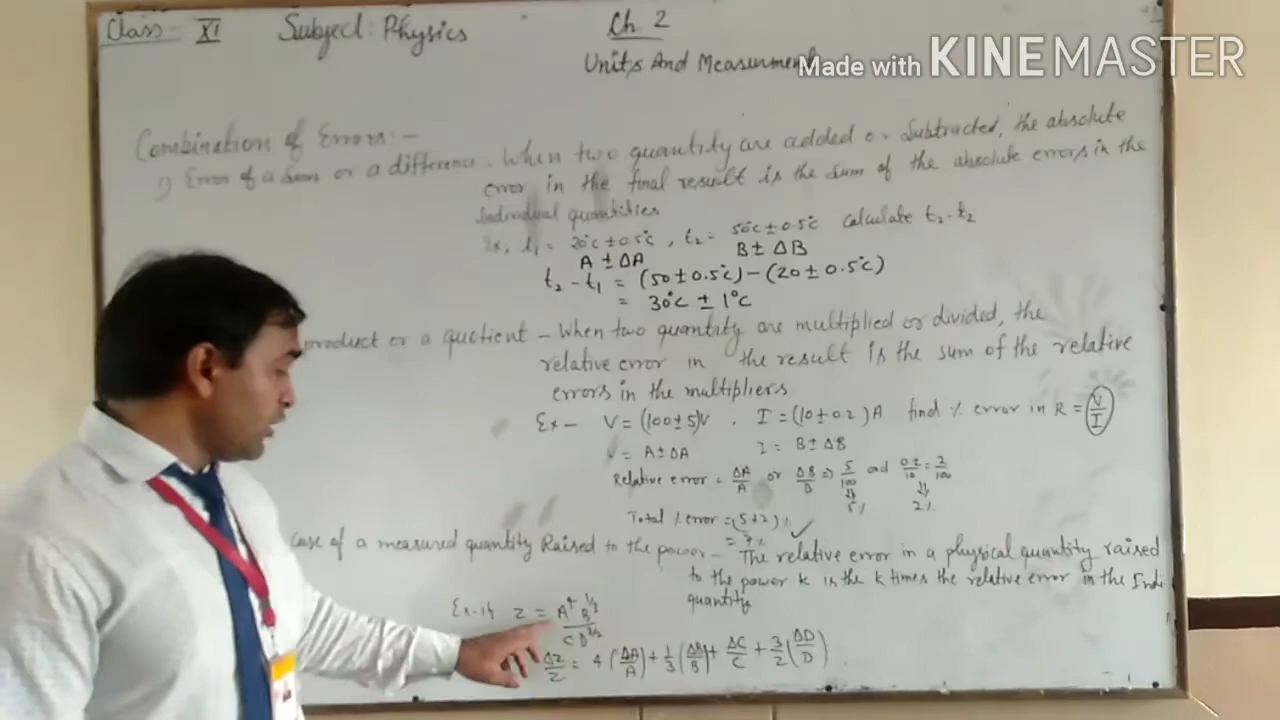 Class - XI Subject: Physics Ch 2
Units And Measurment
Made with KINEMASTER
Combination of Errors:-
1) Error of a Sum or a difference. When two quantity are added or Subtracted, the absolute
error in the final result is the sum of the absolute errors in the
Individual quantities
Ex, t₁ = 20°C ± 0.5°C, t₂ = 50°C ± 0.5°C Calculate t₂-t₂
A ± ΔA B ± ΔB
t₂ - t₁ = (50 ± 0.5°C) - (20 ± 0.5°C)
= 30°C ± 1°C
product or a quotient - When two quantity are multiplied or divided, the
relative error in the result is the sum of the relative
errors in the multipliers
Ex - V = (100 ± 5)V , I = (10 ± 0.2)A find % error in R = V/I
V = A ± ΔA I = B ± ΔB
Relative error = ΔA/A or ΔB/B ⇒ 5/100 and 0.2/10 = 2/100
5% 2%
Total % error = (5+2)%
= 7%
Case of a measured quantity Raised to the power - The relative error in a physical quantity raised
to the power k is the k times the relative error in the Indi
quantity
Ex. If Z = A⁴B^1/3 / CD^3/2
ΔZ/Z = 4(ΔA/A) + 1/3(ΔB/B) + ΔC/C + 3/2(ΔD/D)